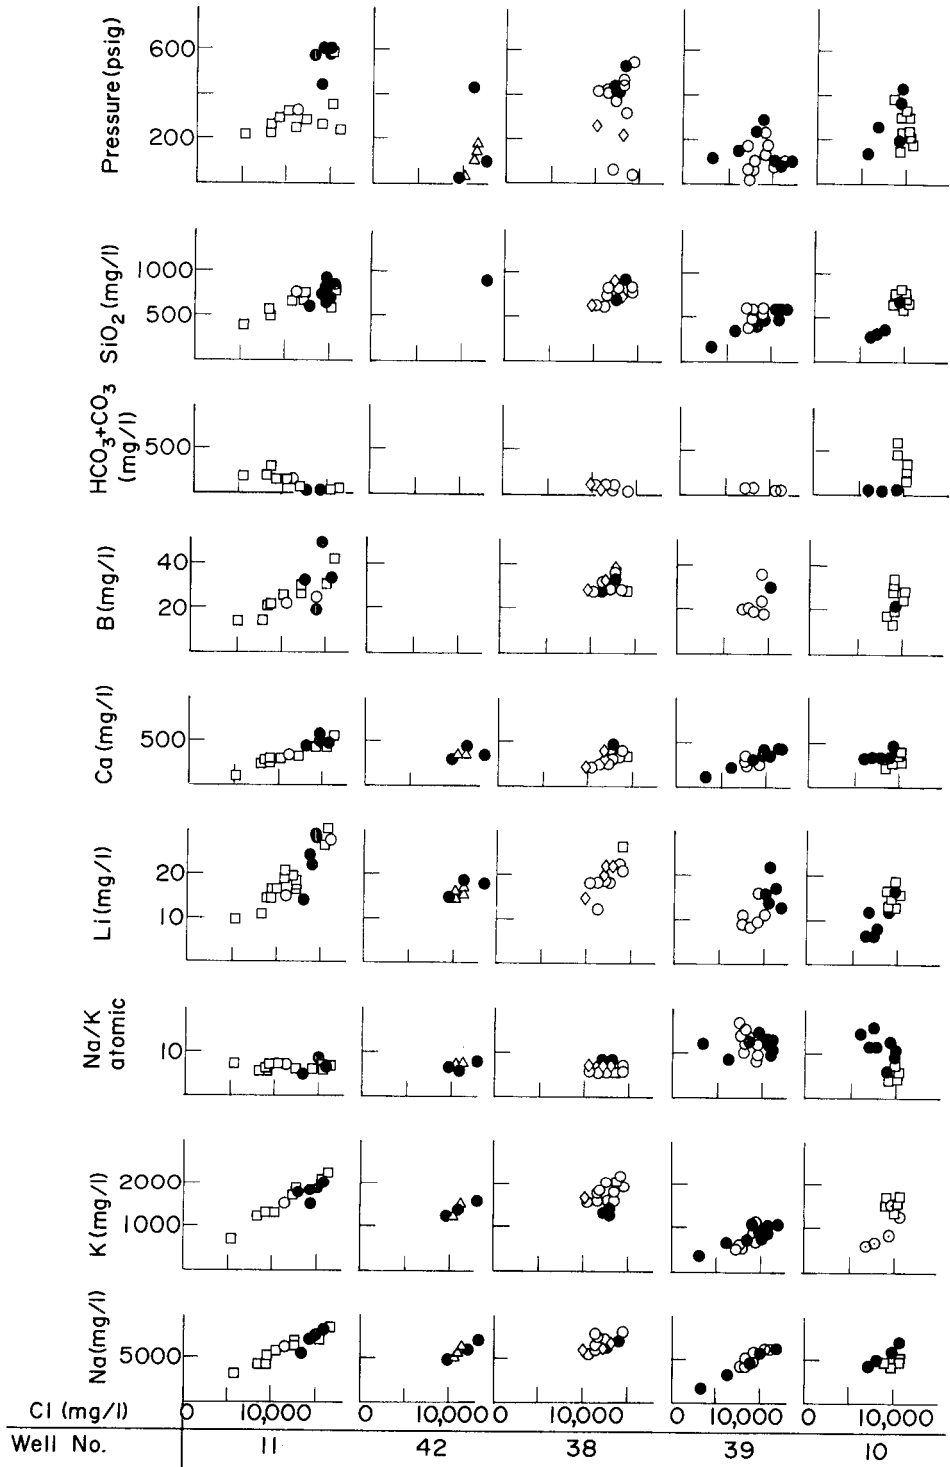 Pressure (psig)
600
200
SiO2 (mg/l)
1000
500
HCO3+CO3
(mg/l)
500
B (mg/l)
40
20
Ca (mg/l)
500
Li (mg/l)
20
10
Na/K
atomic
10
K (mg/l)
2000
1000
Na (mg/l)
5000
Cl (mg/l) 0 10,000 0 10,000 0 10,000 0 10,000 0 10,000
Well No. 11 42 38 39 10